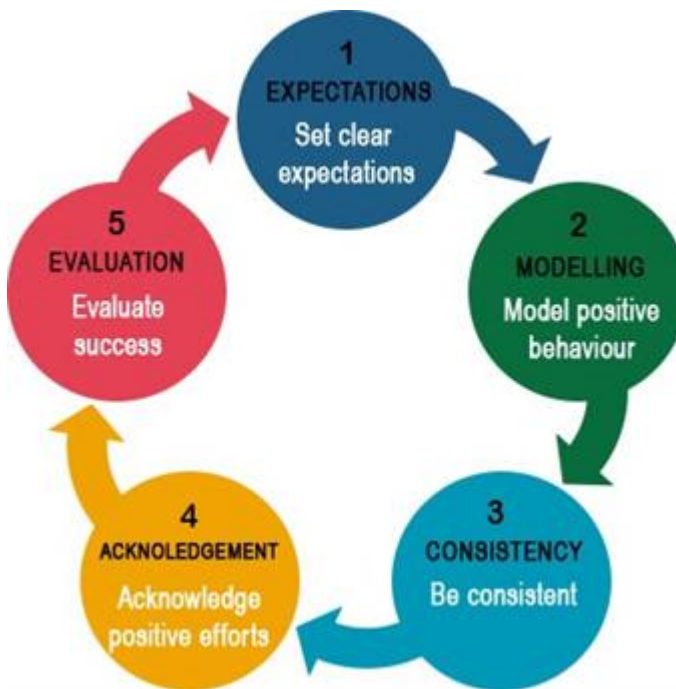 1
EXPECTATIONS
Set clear
expectations
2
MODELLING
Model positive
behaviour
3
CONSISTENCY
Be consistent
4
ACKNOLEDGEMENT
Acknowledge
positive efforts
5
EVALUATION
Evaluate
success